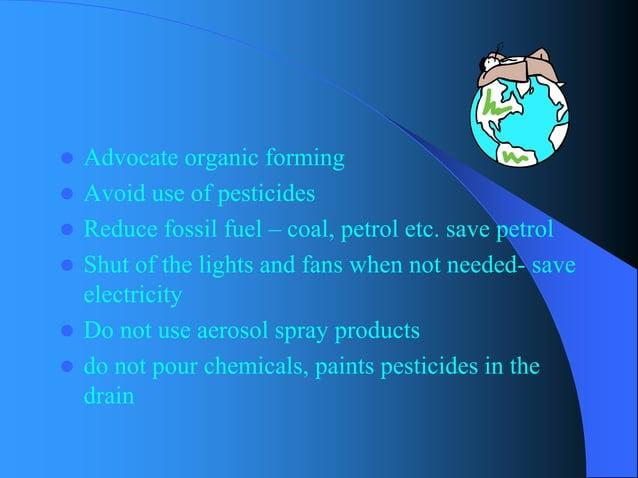 Advocate organic forming
Avoid use of pesticides
Reduce fossil fuel – coal, petrol etc. save petrol
Shut of the lights and fans when not needed- save
electricity
Do not use aerosol spray products
do not pour chemicals, paints pesticides in the
drain